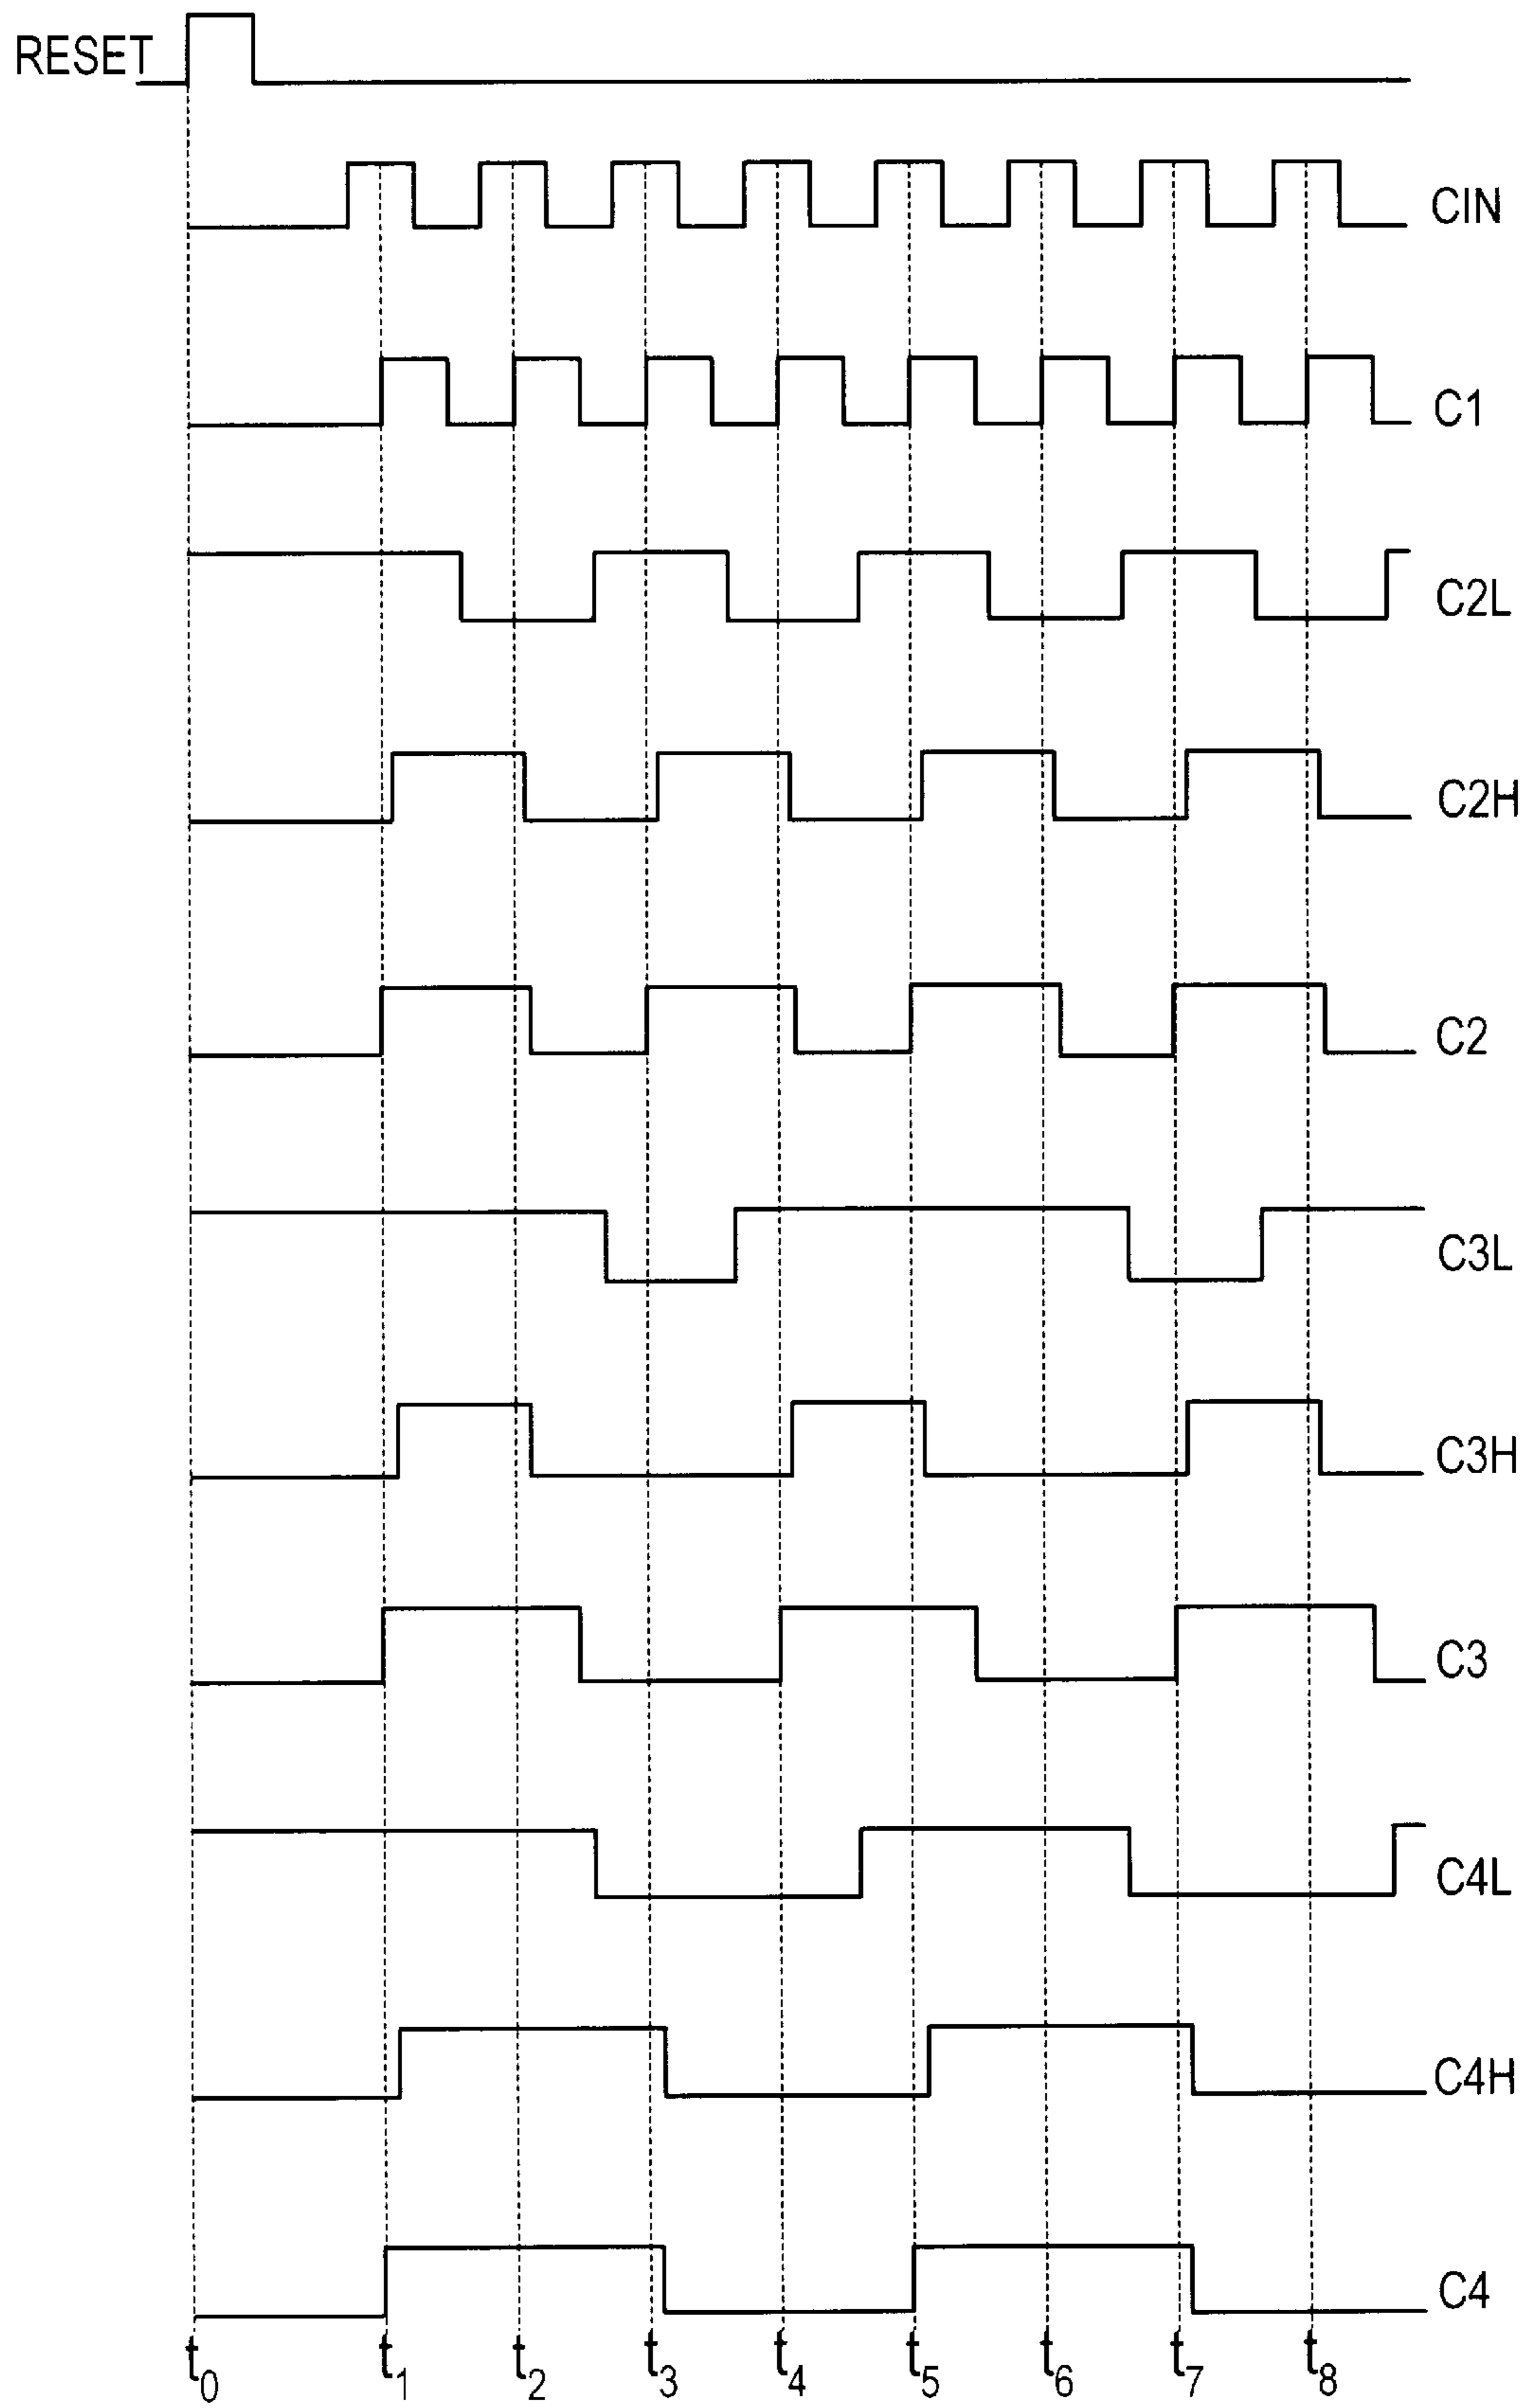 RESET
CIN
C1
C2L
C2H
C2
C3L
C3H
C3
C4L
C4H
C4
t0 t1 t2 t3 t4 t5 t6 t7 t8